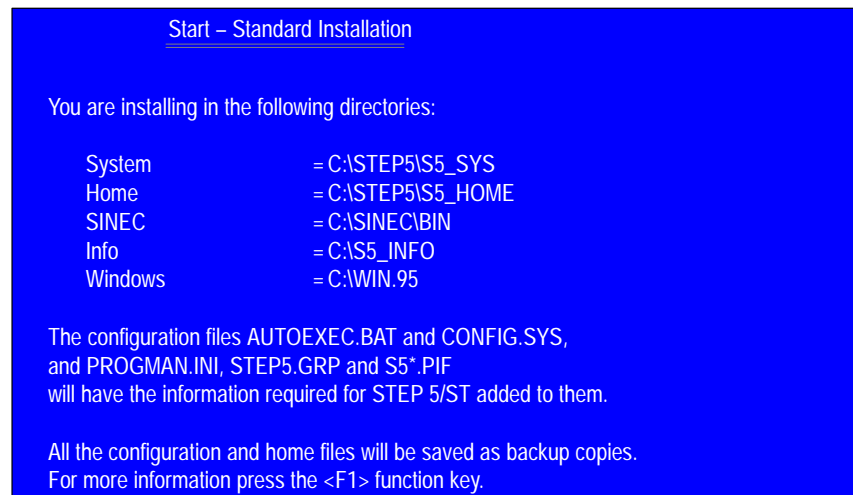 Start – Standard Installation
You are installing in the following directories:
System = C:\STEP5\S5_SYS
Home = C:\STEP5\S5_HOME
SINEC = C:\SINEC\BIN
Info = C:\S5_INFO
Windows = C:\WIN.95
The configuration files AUTOEXEC.BAT and CONFIG.SYS,
and PROGMAN.INI, STEP5.GRP and S5*.PIF
will have the information required for STEP 5/ST added to them.
All the configuration and home files will be saved as backup copies.
For more information press the <F1> function key.